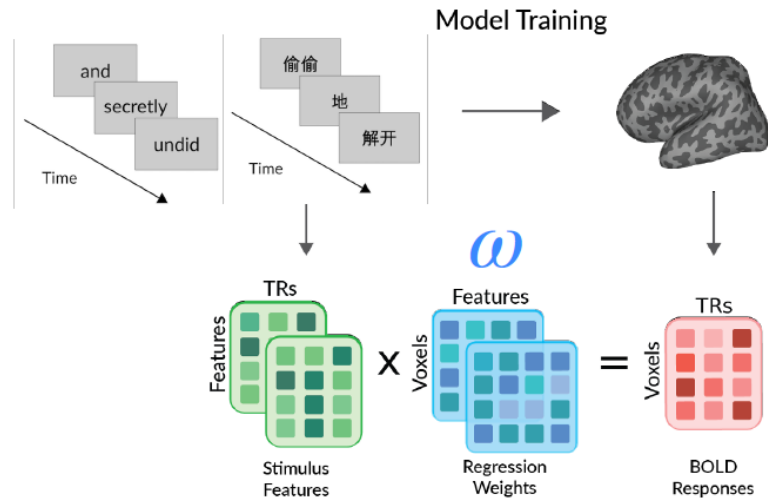 Model Training
and
secretly
undid
Time
偷偷
地
解开
Time
ω
TRs
Features
Features
Voxels
TRs
Voxels
x
=
Stimulus
Features
Regression
Weights
BOLD
Responses